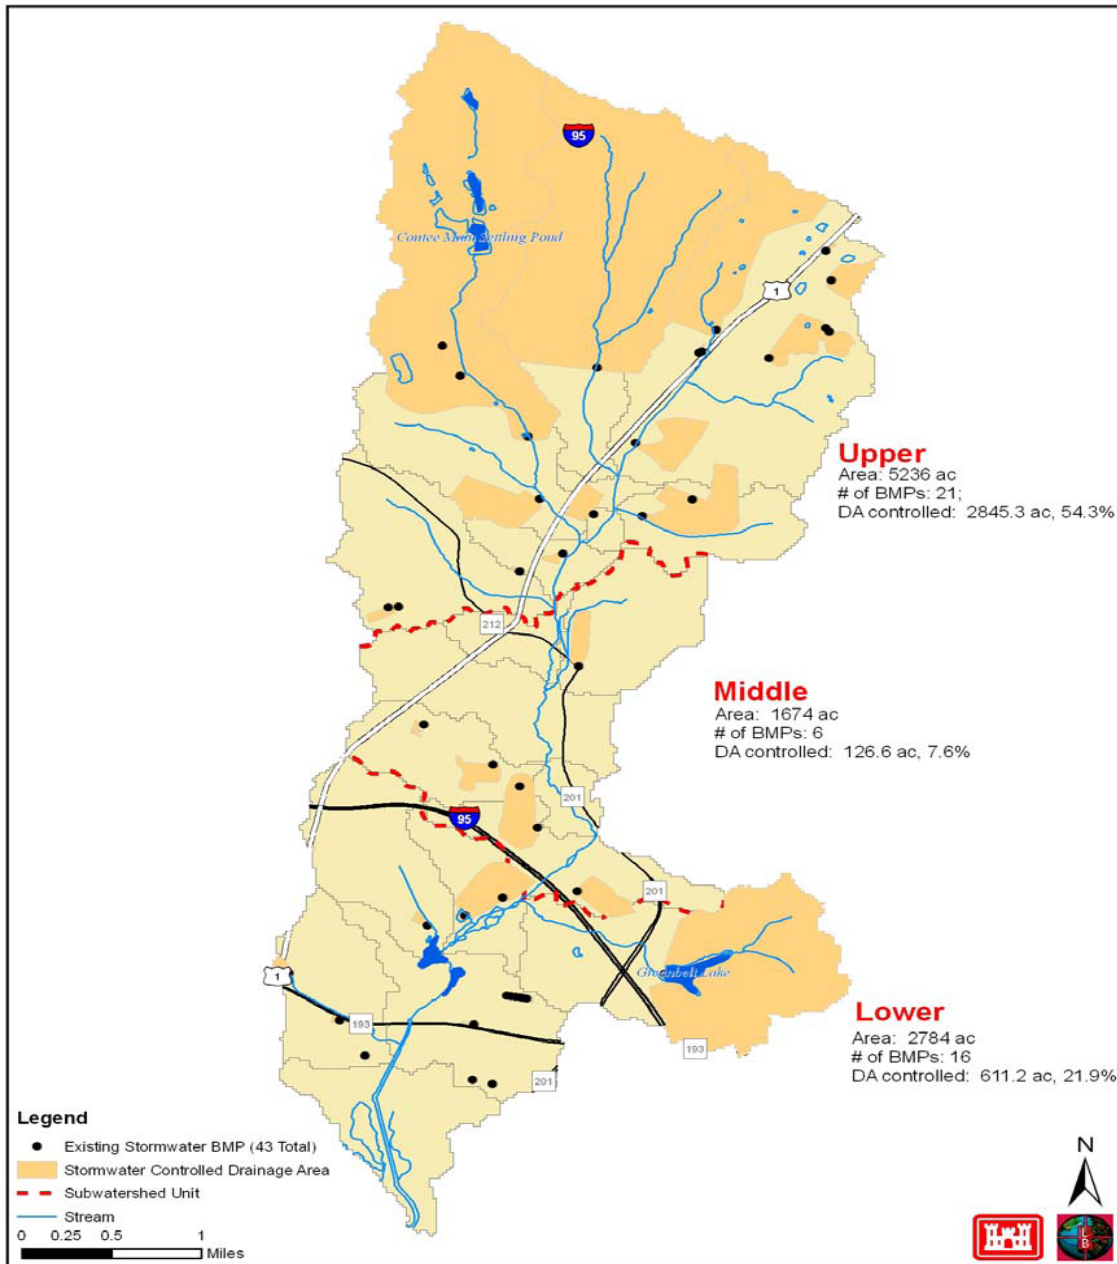 95
Contee Main Settling Pond
1
Upper
Area: 5236 ac
# of BMPs: 21;
DA controlled: 2845.3 ac, 54.3%
212
Middle
Area: 1674 ac
# of BMPs: 6
DA controlled: 126.6 ac, 7.6%
201
95
201
Greenbelt Lake
1
193
Lower
Area: 2784 ac
# of BMPs: 16
DA controlled: 611.2 ac, 21.9%
193
201
Legend
Existing Stormwater BMP (43 Total)
Stormwater Controlled Drainage Area
Subwatershed Unit
Stream
0 0.25 0.5 1
Miles
N